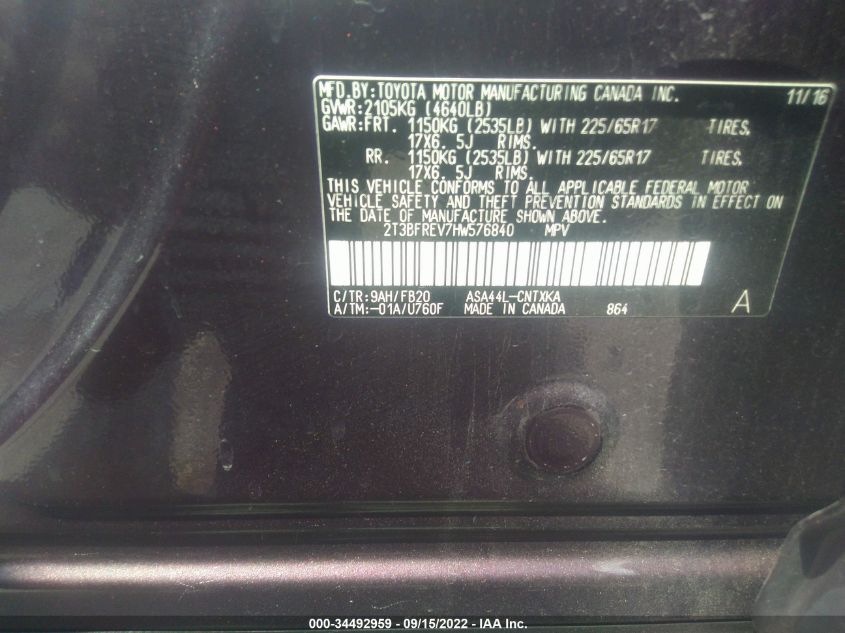 MFD.BY:TOYOTA MOTOR MANUFACTURING CANADA INC. 11/16
GVWR:2105KG (4640LB)
GAWR:FRT. 1150KG (2535LB) WITH 225/65R17 TIRES.
17X6. 5J RIMS.
RR. 1150KG (2535LB) WITH 225/65R17 TIRES.
17X6. 5J RIMS.
THIS VEHICLE CONFORMS TO ALL APPLICABLE FEDERAL MOTOR
VEHICLE SAFETY AND THEFT PREVENTION STANDARDS IN EFFECT ON
THE DATE OF MANUFACTURE SHOWN ABOVE.
2T3BFREV7HW576840 MPV
C/TR:9AH/FB20 ASA44L-CNTXKA
A/TM:-01A/U760F MADE IN CANADA 864 A
000-34492959 - 09/15/2022 - IAA Inc.